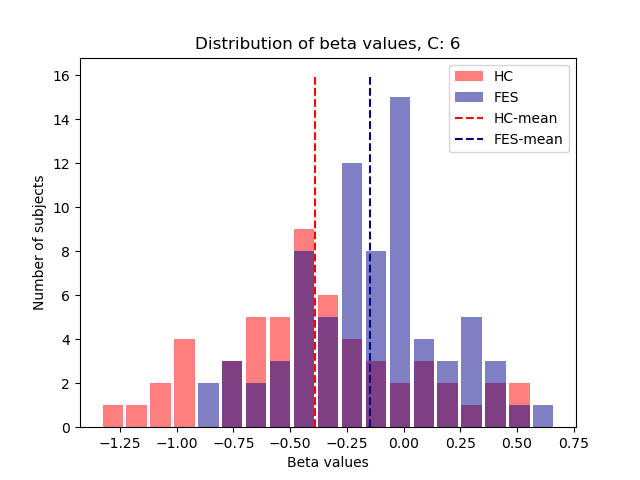 Distribution of beta values, C: 6
HC
FES
HC-mean
FES-mean
Number of subjects
16
14
12
10
8
6
4
2
0
−1.25 −1.00 −0.75 −0.50 −0.25 0.00 0.25 0.50 0.75
Beta values